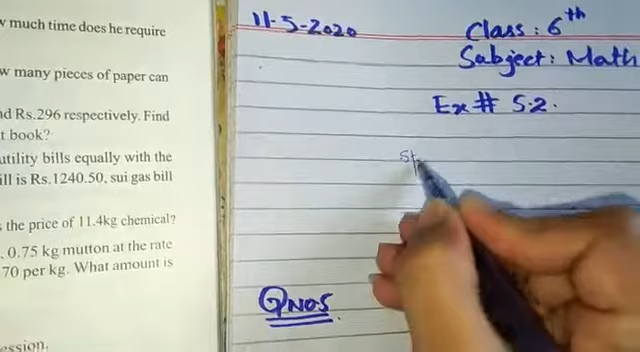 w much time does he require
w many pieces of paper can
nd Rs.296 respectively. Find
t book?
utility bills equally with the
ill is Rs.1240.50, sui gas bill
s the price of 11.4kg chemical?
, 0.75 kg mutton at the rate
70 per kg. What amount is
ession.
11-5-2020
Class: 6th
Subject: Math
Ex # 5.2.
St
QNO5